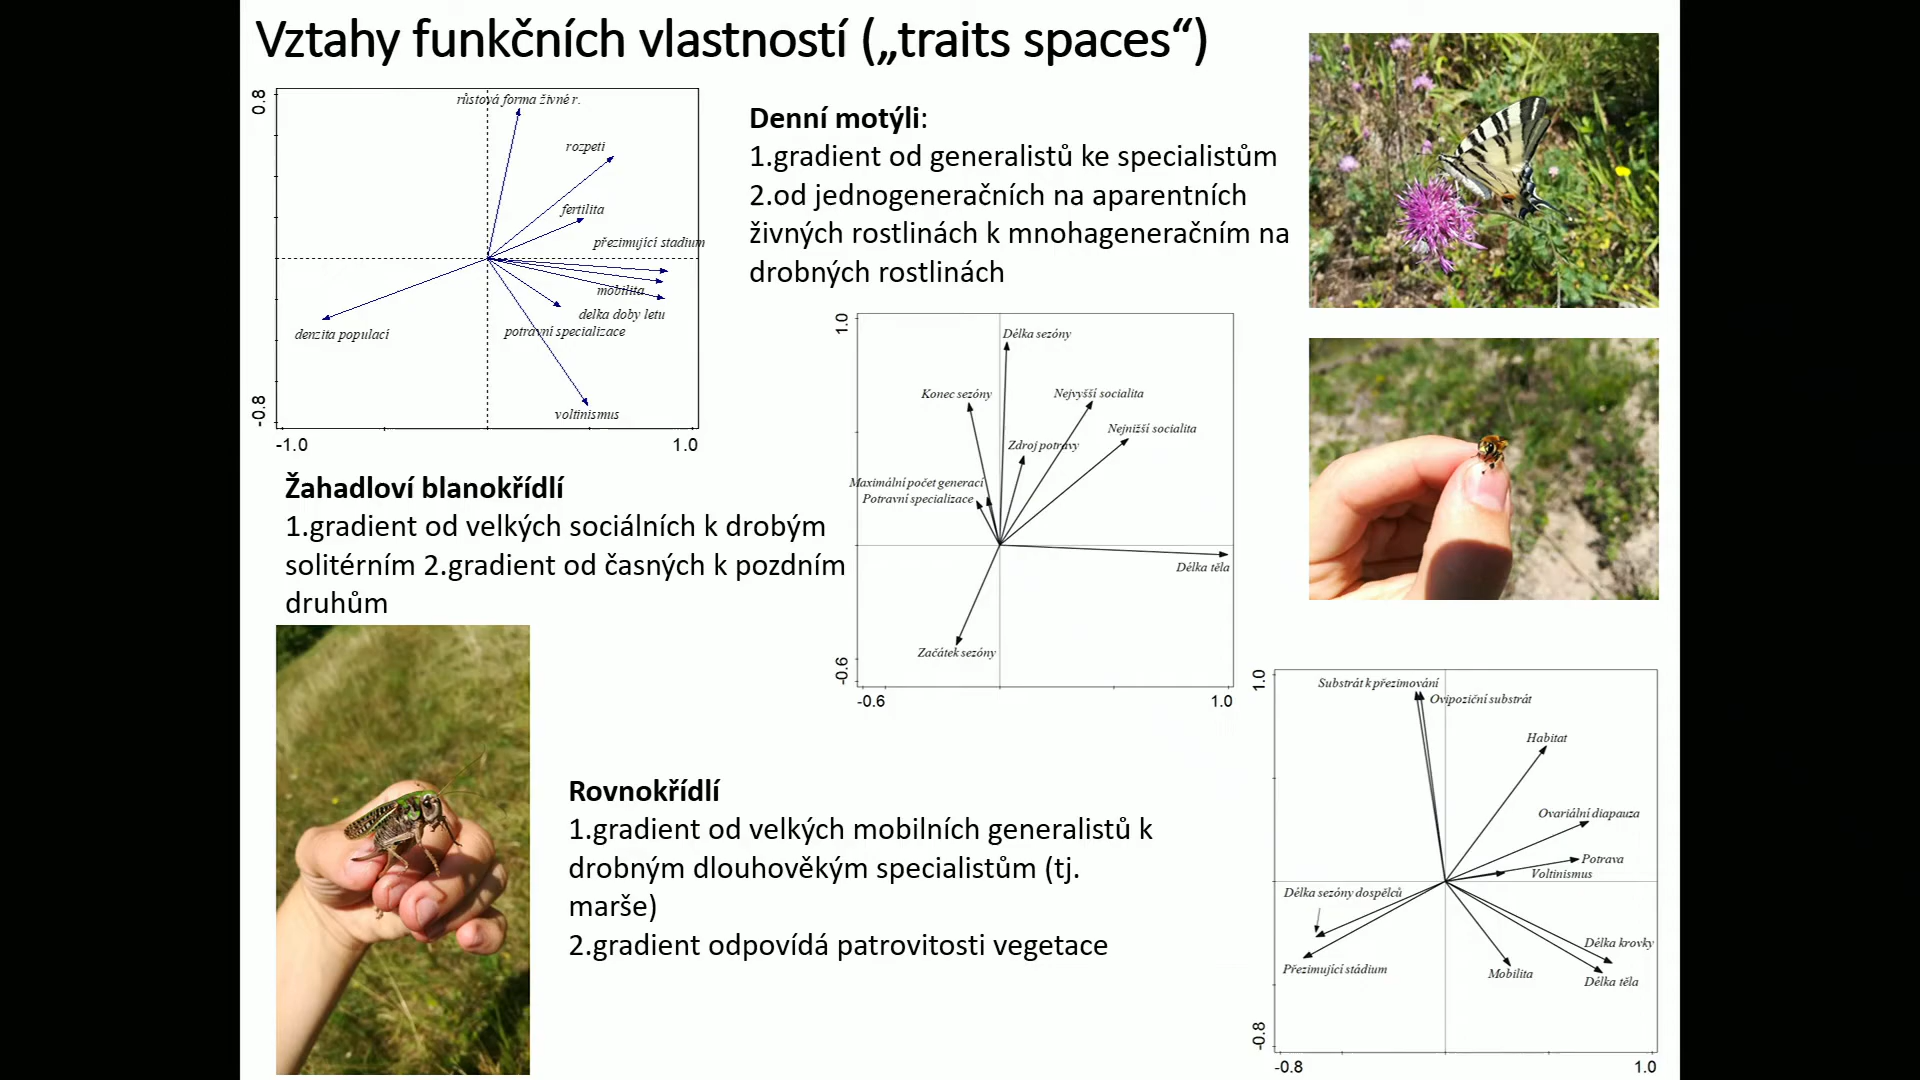 Vztahy funkčních vlastností („traits spaces“)
0.8
růstová forma živné r.
rozpeti
fertilita
přezimující stadium
mobilita
delka doby letu
potravní specializace
denzita populací
voltinismus
-0.8
-1.0
1.0
Denní motýli:
1.gradient od generalistů ke specialistům
2.od jednogeneračních na aparentních
živných rostlinách k mnohageneračním na
drobných rostlinách
1.0
Délka sezóny
Konec sezóny
Nejvyšší socialita
Nejnižší socialita
Zdroj potravy
Maximální počet generací
Potravní specializace
Délka těla
Začátek sezóny
-0.6
-0.6
1.0
Žahadloví blanokřídlí
1.gradient od velkých sociálních k drobým
solitérním 2.gradient od časných k pozdním
druhům
Rovnokřídlí
1.gradient od velkých mobilních generalistů k
drobným dlouhověkým specialistům (tj.
marše)
2.gradient odpovídá patrovitosti vegetace
1.0
Substrát k přezimování
Ovipoziční substrát
Habitat
Ovariální diapauza
Potrava
Voltinismus
Délka sezóny dospělců
Délka krovky
Přezimující stádium
Mobilita
Délka těla
-0.8
-0.8
1.0